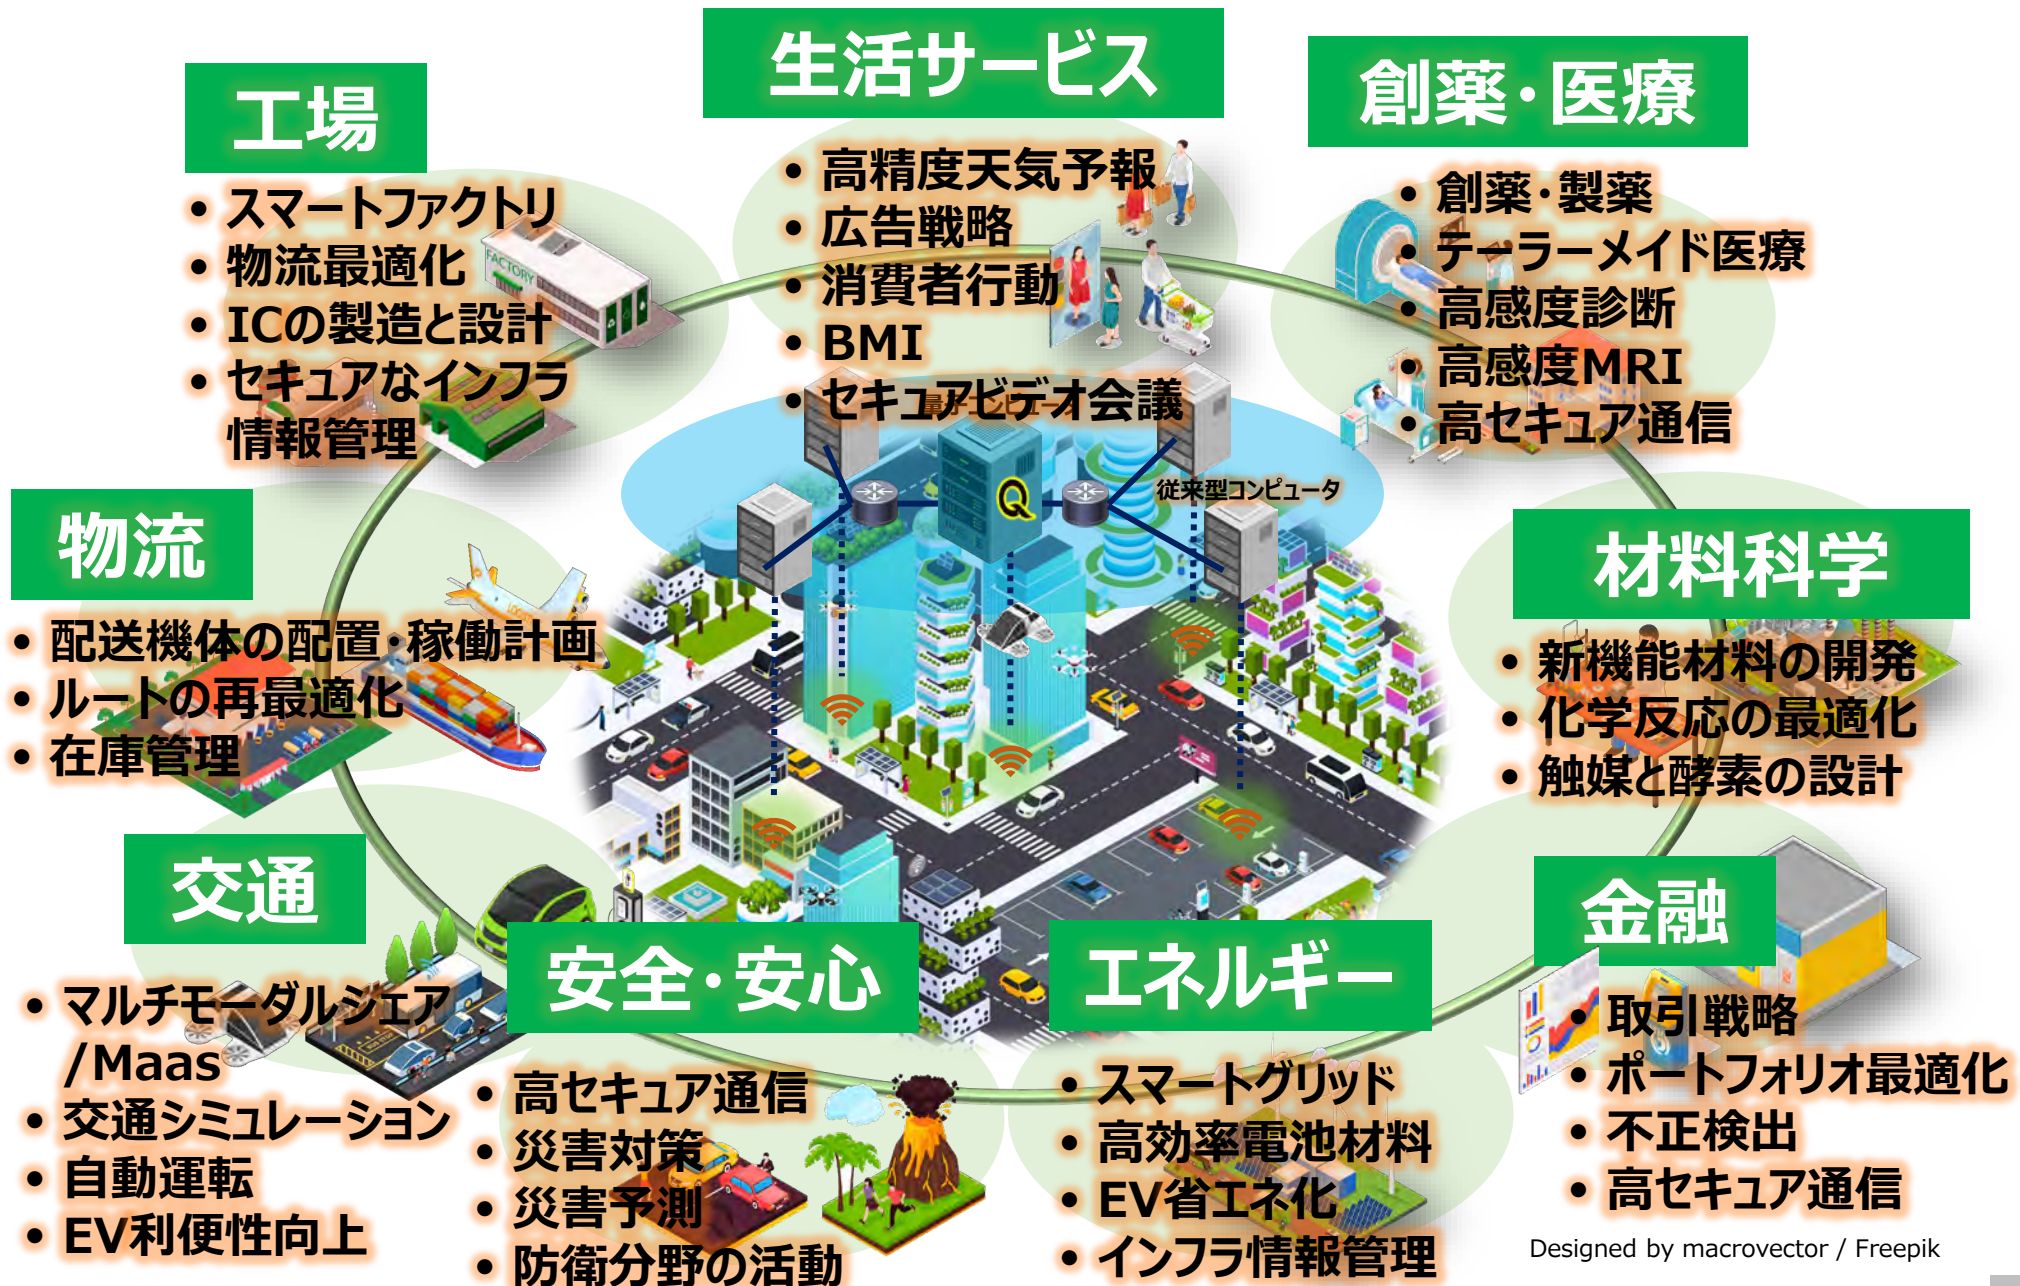 生活サービス
• 高精度天気予報
• 広告戦略
• 消費者行動
• BMI
• セキュアビデオ会議
工場
• スマートファクトリ
• 物流最適化
• ICの製造と設計
• セキュアなインフラ
情報管理
FACTORY
創薬・医療
• 創薬・製薬
• テーラーメイド医療
• 高感度診断
• 高感度MRI
• 高セキュア通信
量子コンピュータ
Q
従来型コンピュータ
物流
• 配送機体の配置・稼働計画
• ルートの再最適化
• 在庫管理
材料科学
• 新機能材料の開発
• 化学反応の最適化
• 触媒と酵素の設計
交通
• マルチモーダルシェア
/Maas
• 交通シミュレーション
• 自動運転
• EV利便性向上
安全・安心
• 高セキュア通信
• 災害対策
• 災害予測
• 防衛分野の活動
エネルギー
• スマートグリッド
• 高効率電池材料
• EV省エネ化
• インフラ情報管理
金融
• 取引戦略
• ポートフォリオ最適化
• 不正検出
• 高セキュア通信
Designed by macrovector / Freepik